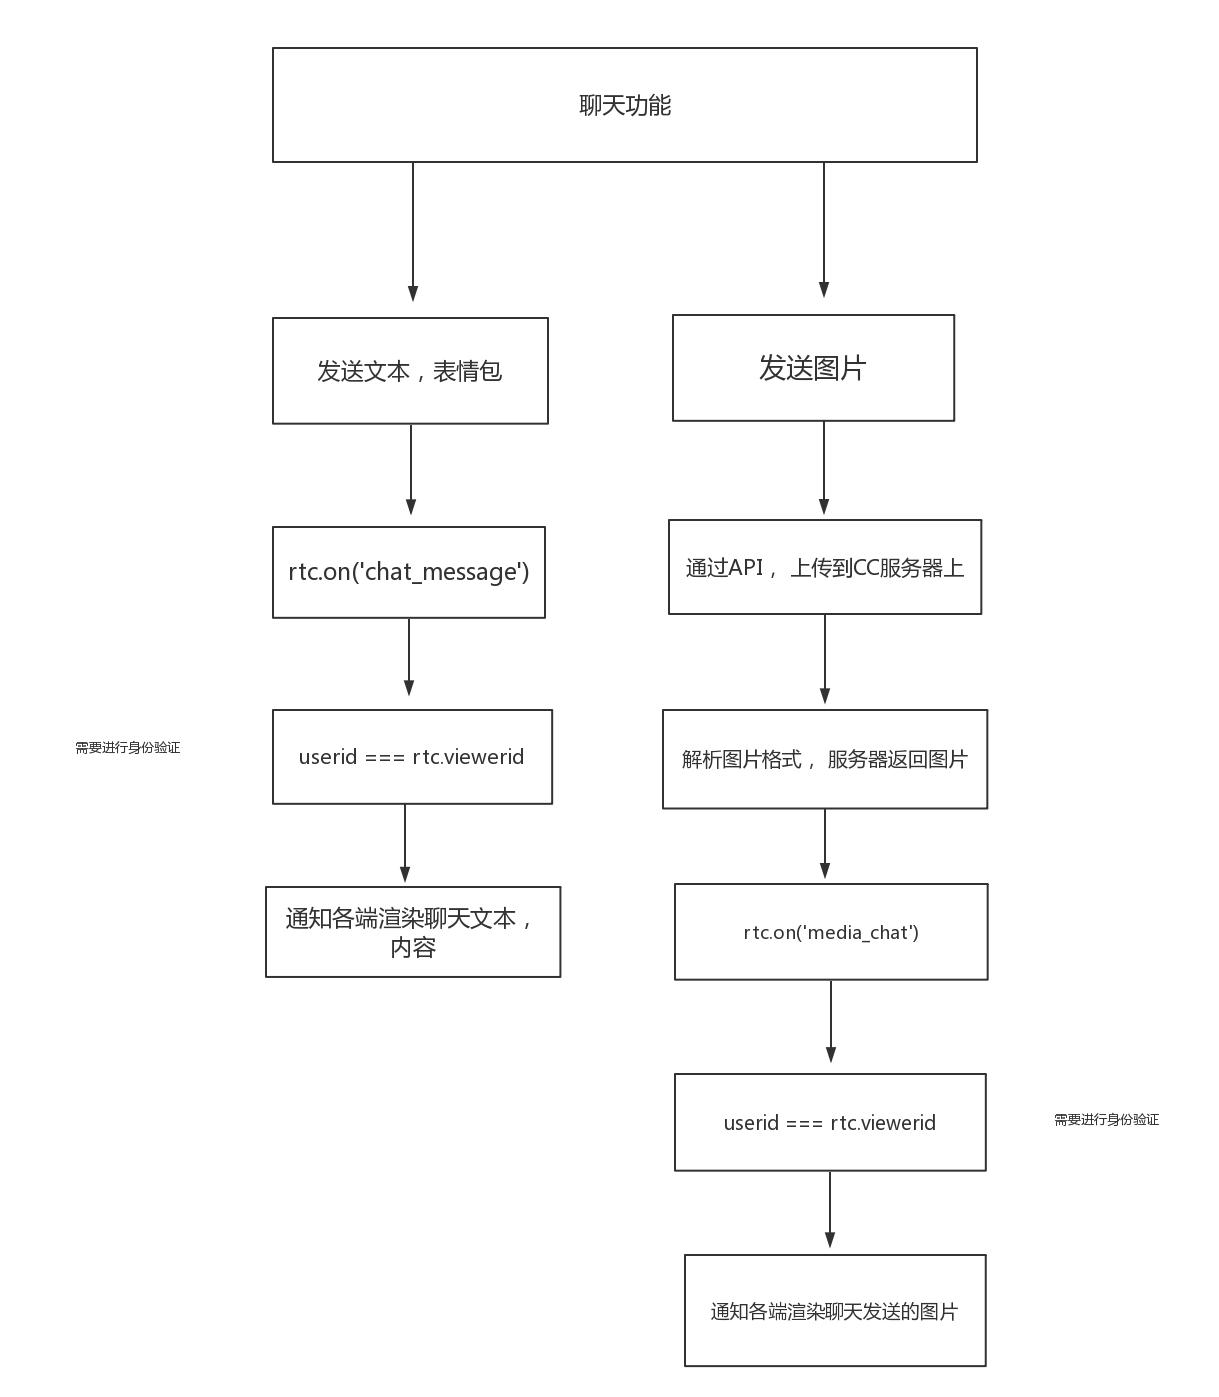 聊天功能
发送文本，表情包
发送图片
rtc.on('chat_message')
通过API， 上传到CC服务器上
需要进行身份验证
userid === rtc.viewerid
解析图片格式， 服务器返回图片
通知各端渲染聊天文本，
内容
rtc.on('media_chat')
userid === rtc.viewerid
需要进行身份验证
通知各端渲染聊天发送的图片